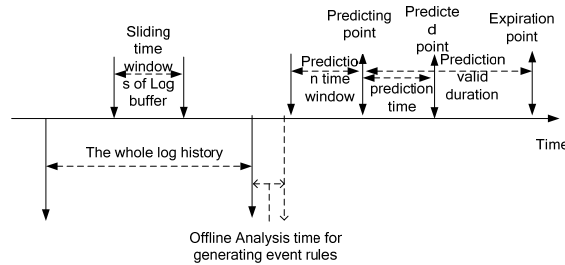 Sliding
time
window
s of Log
buffer
Predicting
point
Predicte
d
point
Expiration
point
Predictio
n time
window
prediction
time
Prediction
valid
duration
Time
The whole log history
Offline Analysis time for
generating event rules